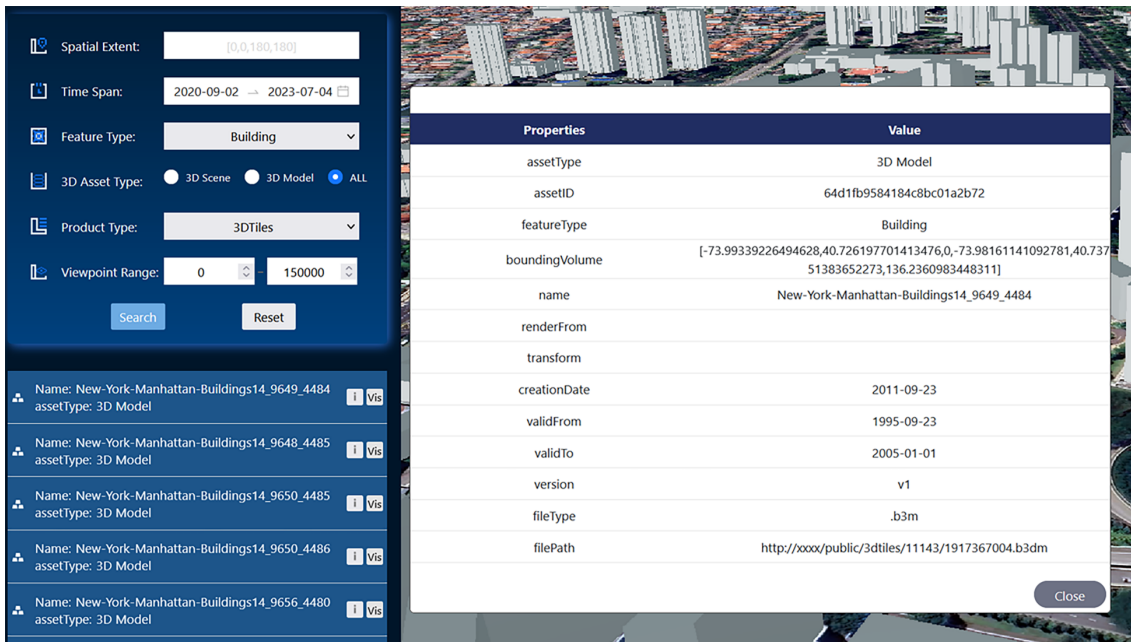 Spatial Extent: [0,0,180,180]
Time Span: 2020-09-02 → 2023-07-04
Feature Type: Building
3D Asset Type: 3D Scene 3D Model ALL
Product Type: 3DTiles
Viewpoint Range: 0 – 150000
Search Reset
Name: New-York-Manhattan-Buildings14_9649_4484
assetType: 3D Model
i Vis
Name: New-York-Manhattan-Buildings14_9648_4485
assetType: 3D Model
i Vis
Name: New-York-Manhattan-Buildings14_9650_4485
assetType: 3D Model
i Vis
Name: New-York-Manhattan-Buildings14_9650_4486
assetType: 3D Model
i Vis
Name: New-York-Manhattan-Buildings14_9656_4480
assetType: 3D Model
i Vis
Properties Value
assetType 3D Model
assetID 64d1fb9584184c8bc01a2b72
featureType Building
boundingVolume [-73.99339226494628,40.726197701413476,0,-73.98161141092781,40.737
51383652273,136.2360983448311]
name New-York-Manhattan-Buildings14_9649_4484
renderFrom
transform
creationDate 2011-09-23
validFrom 1995-09-23
validTo 2005-01-01
version v1
fileType .b3m
filePath http://xxxx/public/3dtiles/11143/1917367004.b3dm
Close